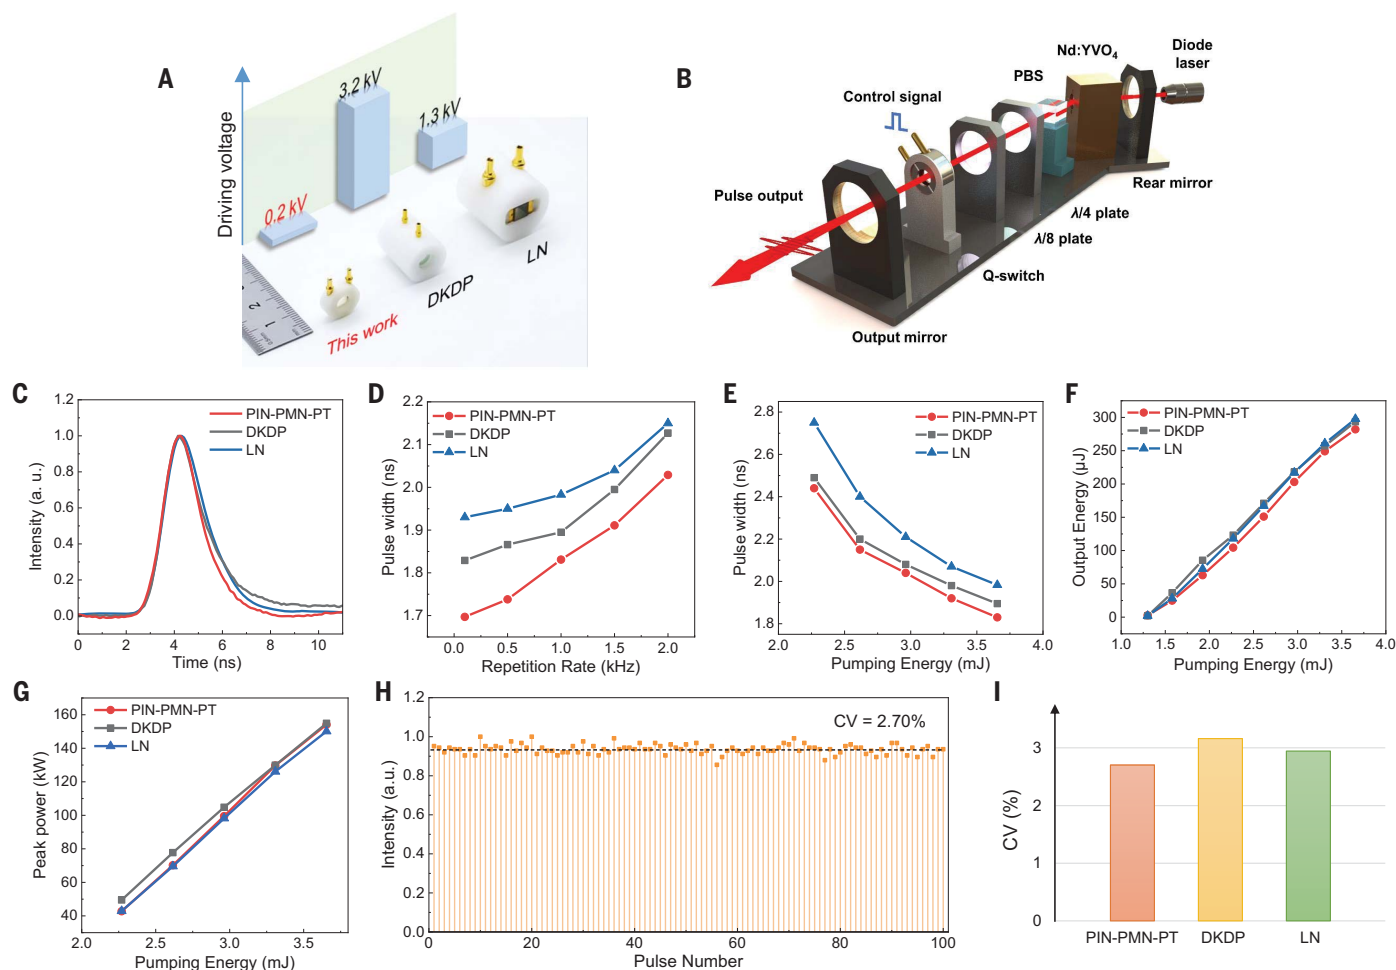 A
Driving voltage
0.2 kV
3.2 kV
1.3 kV
This work
DKDP
LN
1
2
B
Control signal
Pulse output
PBS
Nd:YVO4
Diode
laser
Rear mirror
λ/4 plate
λ/8 plate
Q-switch
Output mirror
C
Intensity (a. u.)
1.2
1.0
0.8
0.6
0.4
0.2
0.0
PIN-PMN-PT
DKDP
LN
0 2 4 6 8 10
Time (ns)
D
Pulse width (ns)
2.2
2.1
2.0
1.9
1.8
1.7
PIN-PMN-PT
DKDP
LN
0.0 0.5 1.0 1.5 2.0
Repetition Rate (kHz)
E
Pulse width (ns)
2.8
2.6
2.4
2.2
2.0
1.8
PIN-PMN-PT
DKDP
LN
2.0 2.5 3.0 3.5 4.0
Pumping Energy (mJ)
F
Output Energy (µJ)
300
250
200
150
100
50
0
PIN-PMN-PT
DKDP
LN
1.0 1.5 2.0 2.5 3.0 3.5 4.0
Pumping Energy (mJ)
G
Peak power (kW)
160
140
120
100
80
60
40
PIN-PMN-PT
DKDP
LN
2.0 2.5 3.0 3.5
Pumping Energy (mJ)
H
Intensity (a.u.)
1.2
1.0
0.8
0.6
0.4
0.2
0.0
CV = 2.70%
0 20 40 60 80 100
Pulse Number
I
CV (%)
3
2
1
0
PIN-PMN-PT DKDP LN